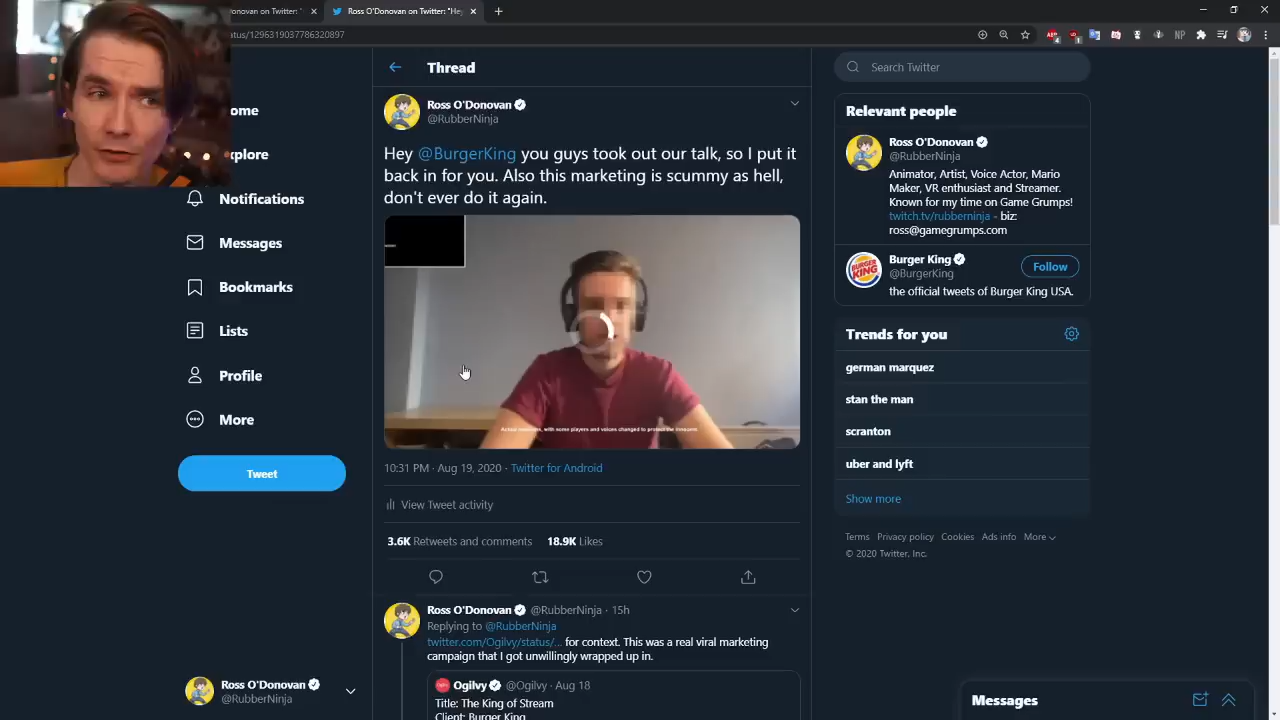 onovan on Twitter: "
Ross O'Donovan on Twitter: "He
tatus/1296319037786320897
NP
ome
xplore
Notifications
Messages
Bookmarks
Lists
Profile
More
Tweet
Ross O'Donovan
@RubberNinja
Thread
Ross O'Donovan
@RubberNinja
Hey @BurgerKing you guys took out our talk, so I put it
back in for you. Also this marketing is scummy as hell,
don't ever do it again.
10:31 PM · Aug 19, 2020 · Twitter for Android
View Tweet activity
3.6K Retweets and comments 18.9K Likes
Ross O'Donovan @RubberNinja · 15h
Replying to @RubberNinja
twitter.com/Ogilvy/status/... for context. This was a real viral marketing
campaign that I got unwillingly wrapped up in.
Ogilvy @Ogilvy · Aug 18
Title: The King of Stream
Client: Burger King
Search Twitter
Relevant people
Ross O'Donovan
@RubberNinja
Animator, Artist, Voice Actor, Mario
Maker, VR enthusiast and Streamer.
Known for my time on Game Grumps!
twitch.tv/rubberninja - biz:
ross@gamegrumps.com
BURGER KING
Burger King
@BurgerKing
Follow
the official tweets of Burger King USA.
Trends for you
german marquez
stan the man
scranton
uber and lyft
Show more
Terms Privacy policy Cookies Ads info More
© 2020 Twitter, Inc.
Messages